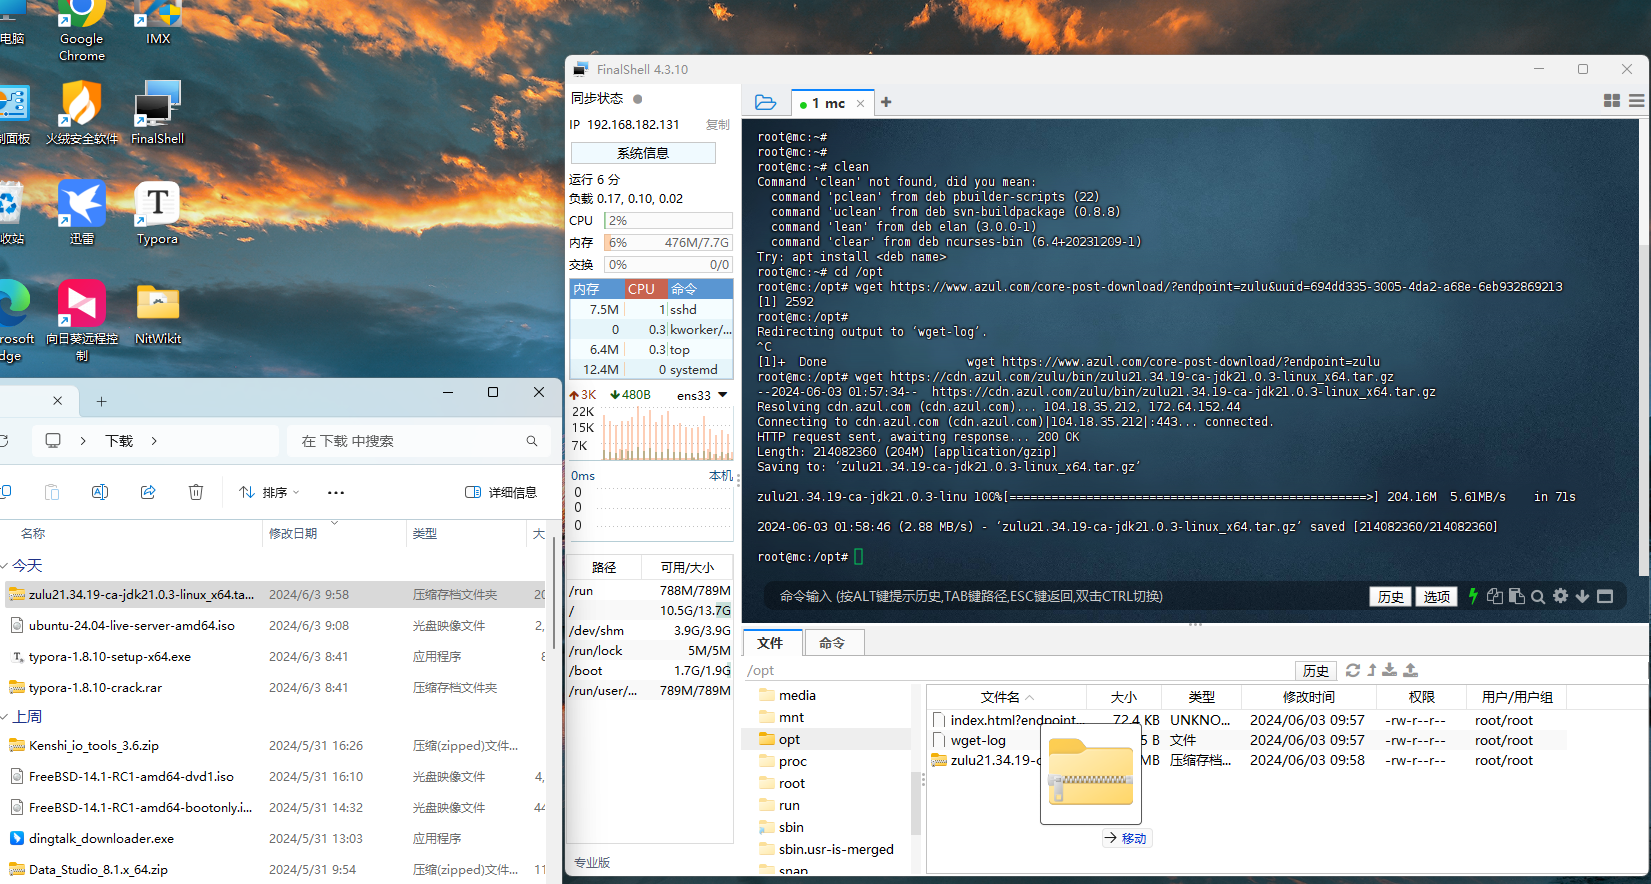 电脑
Google Chrome
IMX
制面板
火绒安全软件
FinalShell
收站
迅雷
Typora
rosoft
dge
向日葵远程控制
NitWikit
下载
在 下载 中搜索
排序
详细信息
名称 修改日期 类型 大
今天
zulu21.34.19-ca-jdk21.0.3-linux_x64.ta... 2024/6/3 9:58 压缩存档文件夹 20
ubuntu-24.04-live-server-amd64.iso 2024/6/3 9:08 光盘映像文件 2,
typora-1.8.10-setup-x64.exe 2024/6/3 8:41 应用程序 8
typora-1.8.10-crack.rar 2024/6/3 8:41 压缩存档文件夹
上周
Kenshi_io_tools_3.6.zip 2024/5/31 16:26 压缩(zipped)文件...
FreeBSD-14.1-RC1-amd64-dvd1.iso 2024/5/31 16:10 光盘映像文件 4,
FreeBSD-14.1-RC1-amd64-bootonly.i... 2024/5/31 14:32 光盘映像文件 44
dingtalk_downloader.exe 2024/5/31 13:03 应用程序
Data_Studio_8.1.x_64.zip 2024/5/31 9:54 压缩(zipped)文件... 11
FinalShell 4.3.10
同步状态
IP 192.168.182.131 复制
系统信息
运行 6 分
负载 0.17, 0.10, 0.02
CPU 2%
内存 6% 476M/7.7G
交换 0% 0/0
内存 CPU 命令
7.5M 1 sshd
0 0.3 kworker/...
6.4M 0.3 top
12.4M 0 systemd
3K 480B ens33
22K
15K
7K
0ms 本机
0
0
0
路径 可用/大小
/run 788M/789M
/ 10.5G/13.7G
/dev/shm 3.9G/3.9G
/run/lock 5M/5M
/boot 1.7G/1.9G
/run/user/... 789M/789M
专业版
1 mc
root@mc:~#
root@mc:~#
root@mc:~# clean
Command 'clean' not found, did you mean:
command 'pclean' from deb pbuilder-scripts (22)
command 'uclean' from deb svn-buildpackage (0.8.8)
command 'lean' from deb elan (3.0.0-1)
command 'clear' from deb ncurses-bin (6.4+20231209-1)
Try: apt install <deb name>
root@mc:~# cd /opt
root@mc:/opt# wget https://www.azul.com/core-post-download/?endpoint=zulu&uuid=694dd335-3005-4da2-a68e-6eb932869213
[1] 2592
root@mc:/opt#
Redirecting output to ‘wget-log’.
^C
[1]+ Done wget https://www.azul.com/core-post-download/?endpoint=zulu
root@mc:/opt# wget https://cdn.azul.com/zulu/bin/zulu21.34.19-ca-jdk21.0.3-linux_x64.tar.gz
--2024-06-03 01:57:34-- https://cdn.azul.com/zulu/bin/zulu21.34.19-ca-jdk21.0.3-linux_x64.tar.gz
Resolving cdn.azul.com (cdn.azul.com)... 104.18.35.212, 172.64.152.44
Connecting to cdn.azul.com (cdn.azul.com)|104.18.35.212|:443... connected.
HTTP request sent, awaiting response... 200 OK
Length: 214082360 (204M) [application/gzip]
Saving to: ‘zulu21.34.19-ca-jdk21.0.3-linux_x64.tar.gz’
zulu21.34.19-ca-jdk21.0.3-linu 100%[===================================================>] 204.16M 5.61MB/s in 71s
2024-06-03 01:58:46 (2.88 MB/s) - ‘zulu21.34.19-ca-jdk21.0.3-linux_x64.tar.gz’ saved [214082360/214082360]
root@mc:/opt#
命令输入 (按ALT键提示历史,TAB键路径,ESC键返回,双击CTRL切换)
历史 选项
文件 命令
/opt 历史
media
mnt
opt
proc
root
run
sbin
sbin.usr-is-merged
snap
文件名 大小 类型 修改时间 权限 用户/用户组
index.html?endpoint... 72.4 KB UNKNO... 2024/06/03 09:57 -rw-r--r-- root/root
wget-log 5 B 文件 2024/06/03 09:57 -rw-r--r-- root/root
zulu21.34.19-c MB 压缩存档... 2024/06/03 09:58 -rw-r--r-- root/root
移动